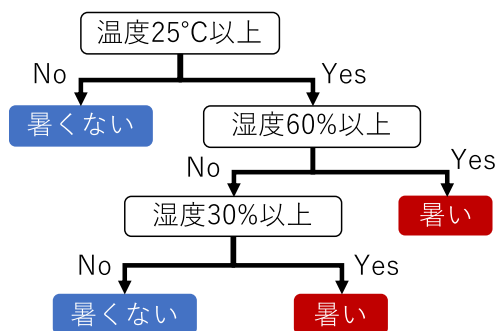 温度25°C以上
No
Yes
暑くない
湿度60%以上
No
Yes
湿度30%以上
暑い
No
Yes
暑くない
暑い